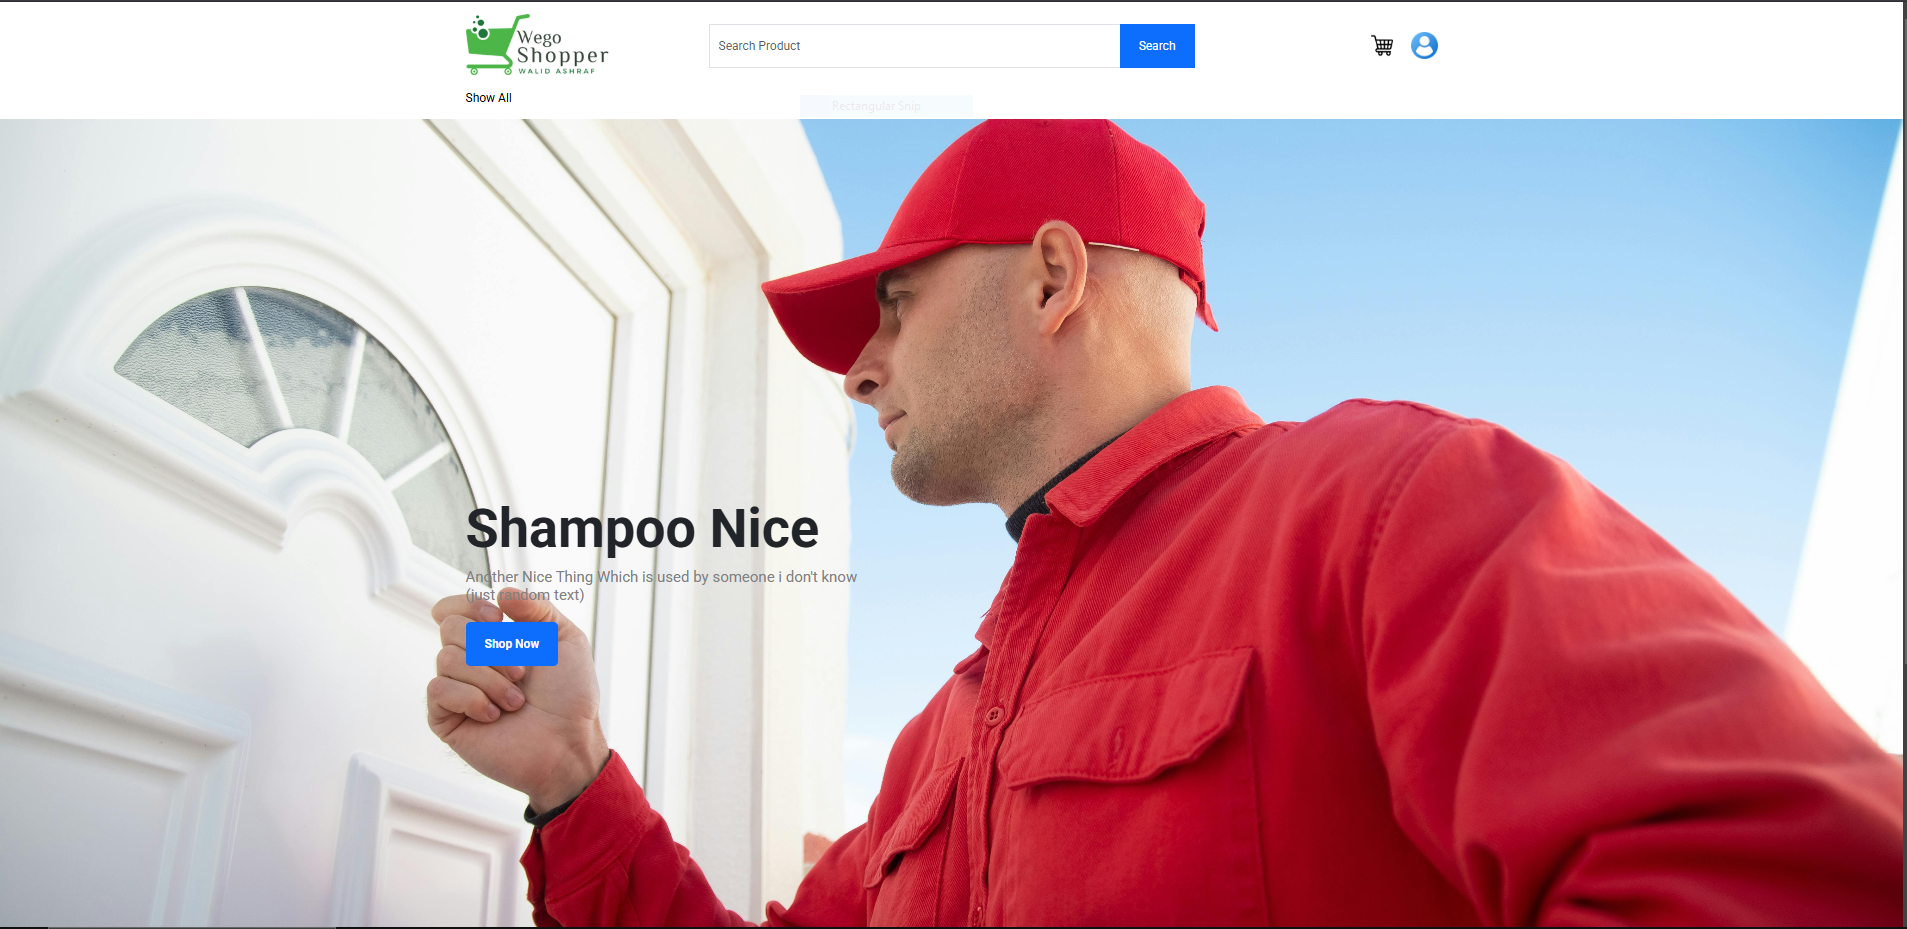 Wego
Shopper
WALID ASHRAF
Search Product
Search
Show All
Rectangular Snip
Shampoo Nice
Another Nice Thing Which is used by someone i don't know
(just random text)
Shop Now